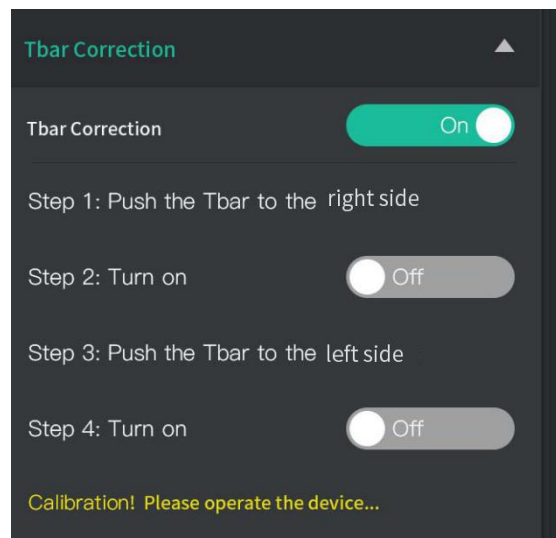 Tbar Correction
Tbar Correction On
Step 1: Push the Tbar to the right side
Step 2: Turn on Off
Step 3: Push the Tbar to the left side
Step 4: Turn on Off
Calibration! Please operate the device...